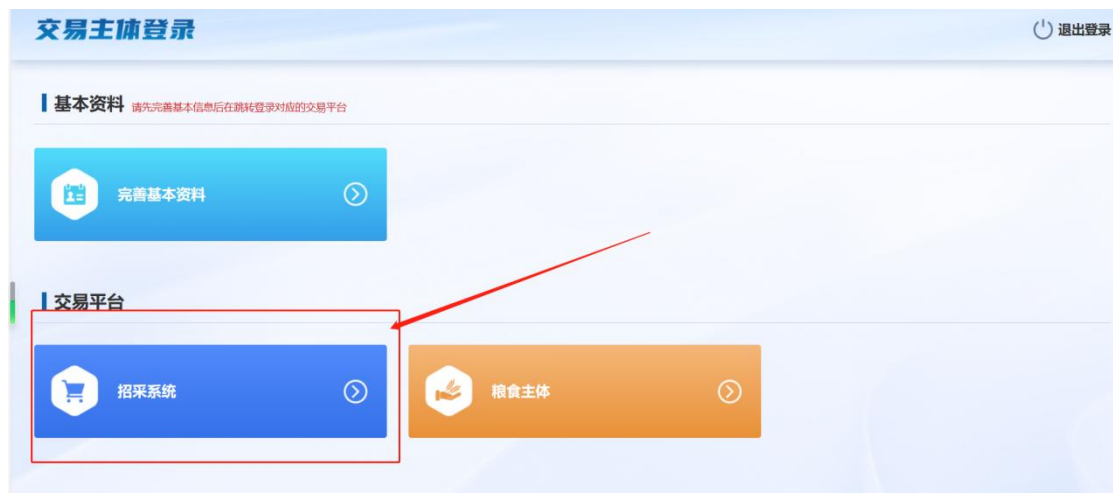 交易主体登录
退出登录
基本资料 请先完善基本信息后在跳转登录对应的交易平台
完善基本资料
交易平台
招采系统
粮食主体